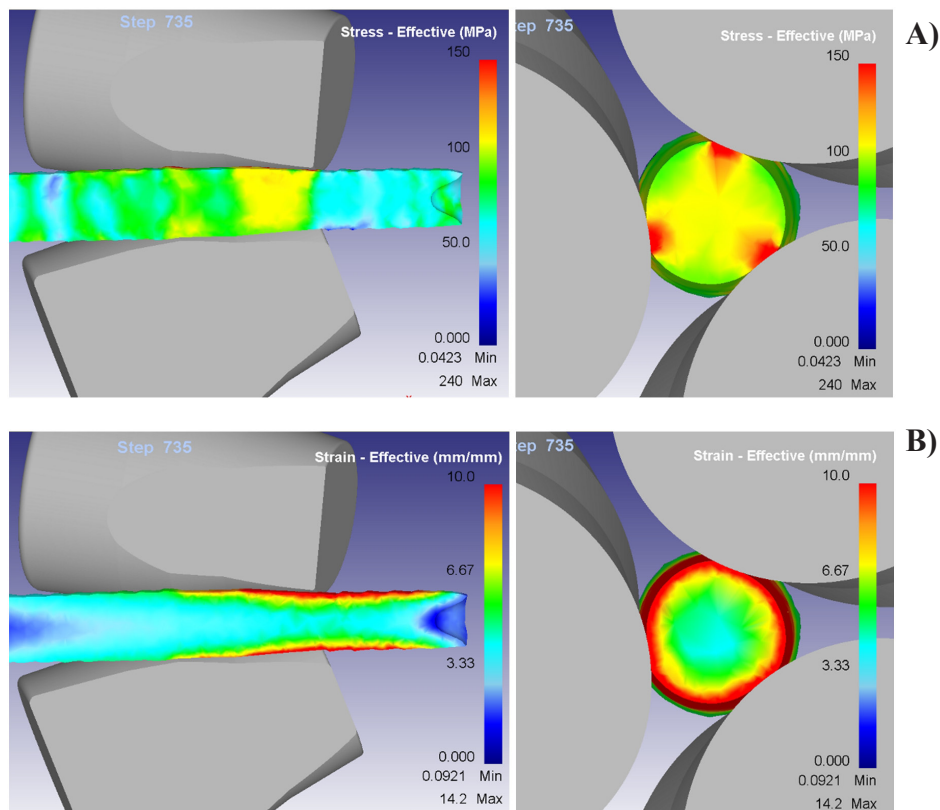 Step 735
Stress - Effective (MPa)
150
100
50.0
0.000
0.0423 Min
240 Max
tep 735
Stress - Effective (MPa)
150
100
50.0
0.000
0.0423 Min
240 Max
A)
Step 735
Strain - Effective (mm/mm)
10.0
6.67
3.33
0.000
0.0921 Min
14.2 Max
tep 735
Strain - Effective (mm/mm)
10.0
6.67
3.33
0.000
0.0921 Min
14.2 Max
B)